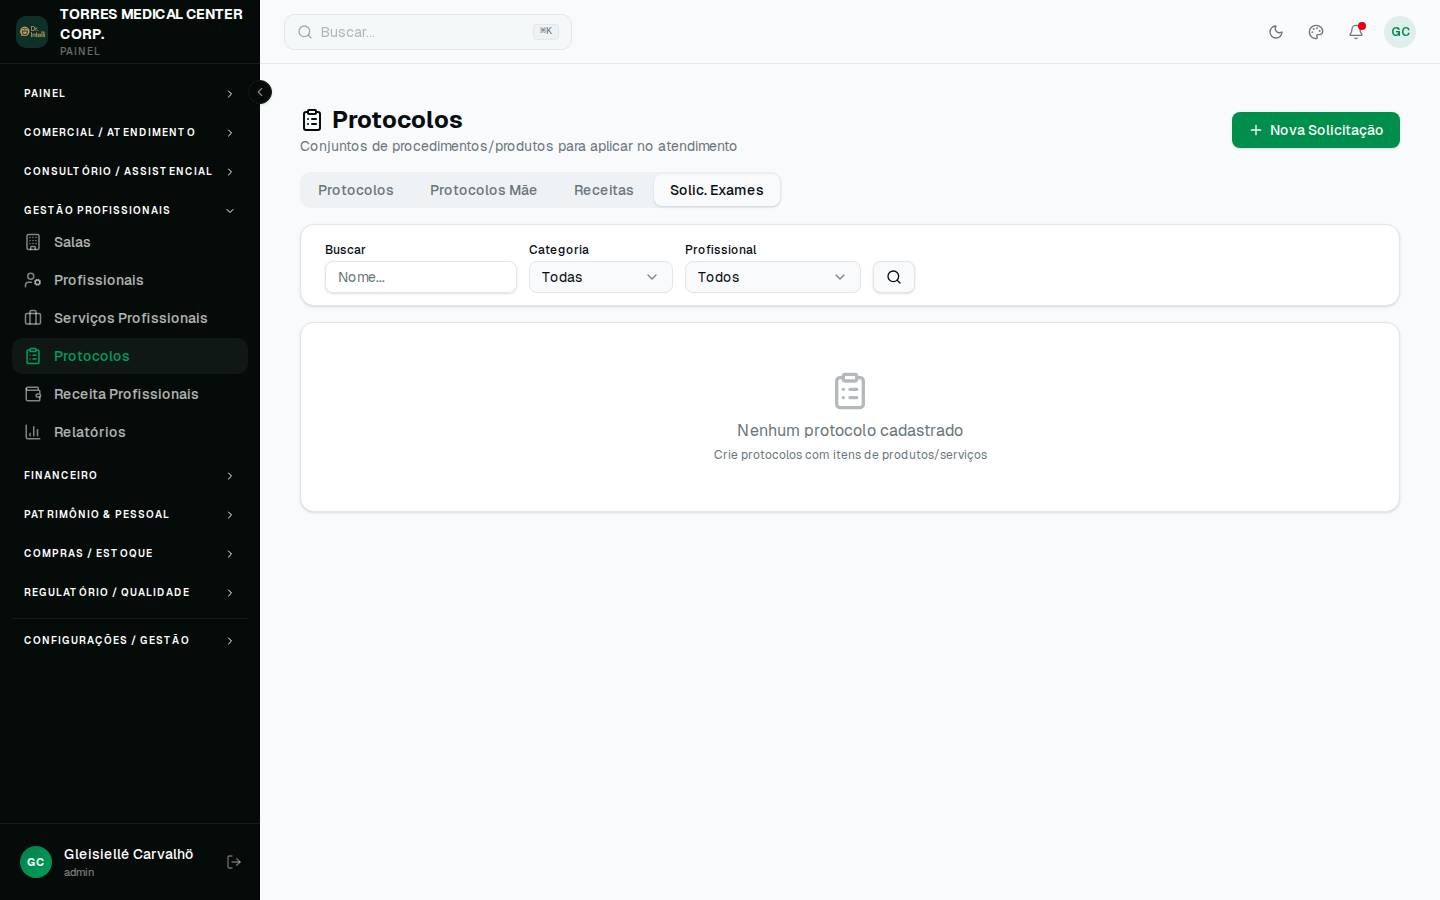 TORRES MEDICAL CENTER
CORP.
PAINEL
PAINEL
COMERCIAL / ATENDIMENTO
CONSULTÓRIO / ASSISTENCIAL
GESTÃO PROFISSIONAIS
Salas
Profissionais
Serviços Profissionais
Protocolos
Receita Profissionais
Relatórios
FINANCEIRO
PATRIMÔNIO & PESSOAL
COMPRAS / ESTOQUE
REGULATÓRIO / QUALIDADE
CONFIGURAÇÕES / GESTÃO
GC
Gleisiellé Carvalhö
admin
Buscar...
⌘K
GC
Protocolos
Conjuntos de procedimentos/produtos para aplicar no atendimento
Nova Solicitação
Protocolos
Protocolos Mãe
Receitas
Solic. Exames
Buscar
Categoria
Profissional
Nome...
Todas
Todos
Nenhum protocolo cadastrado
Crie protocolos com itens de produtos/serviços